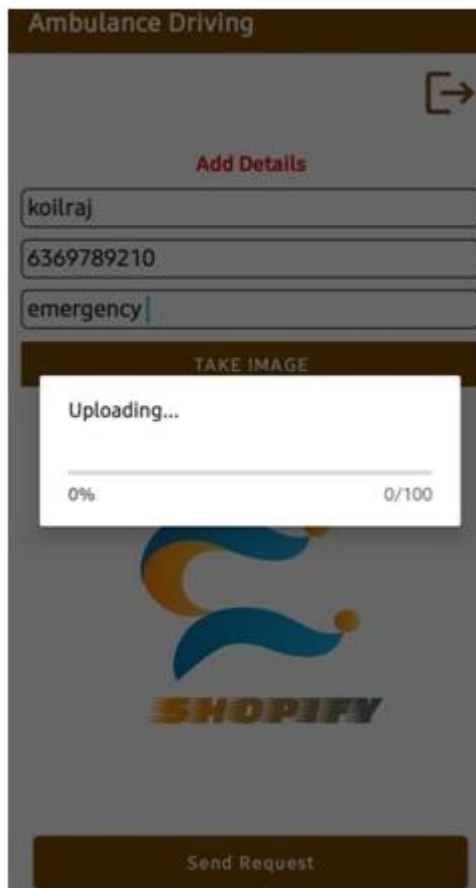 Ambulance Driving
Add Details
koilraj
6369789210
emergency
TAKE IMAGE
Uploading...
0% 0/100
SHOPIFY
Send Request